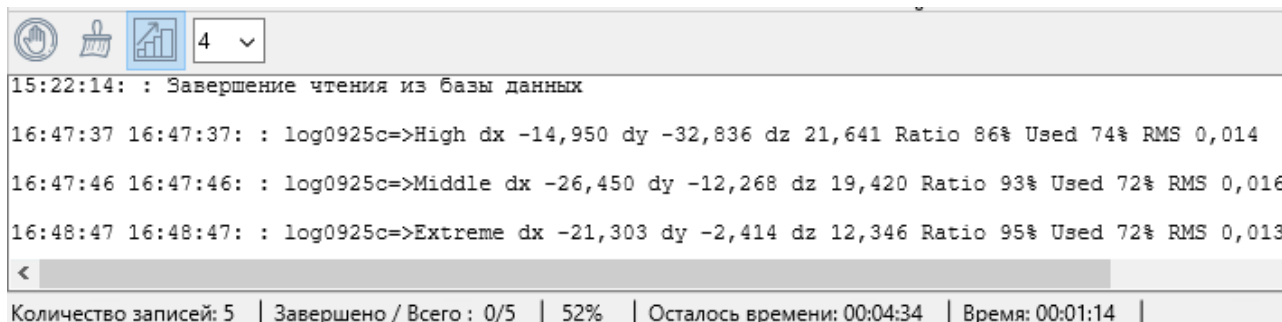 4
15:22:14: : Завершение чтения из базы данных
16:47:37 16:47:37: : log0925c=>High dx -14,950 dy -32,836 dz 21,641 Ratio 86% Used 74% RMS 0,014
16:47:46 16:47:46: : log0925c=>Middle dx -26,450 dy -12,268 dz 19,420 Ratio 93% Used 72% RMS 0,016
16:48:47 16:48:47: : log0925c=>Extreme dx -21,303 dy -2,414 dz 12,346 Ratio 95% Used 72% RMS 0,013
Количество записей: 5 | Завершено / Всего : 0/5 | 52% | Осталось времени: 00:04:34 | Время: 00:01:14 |